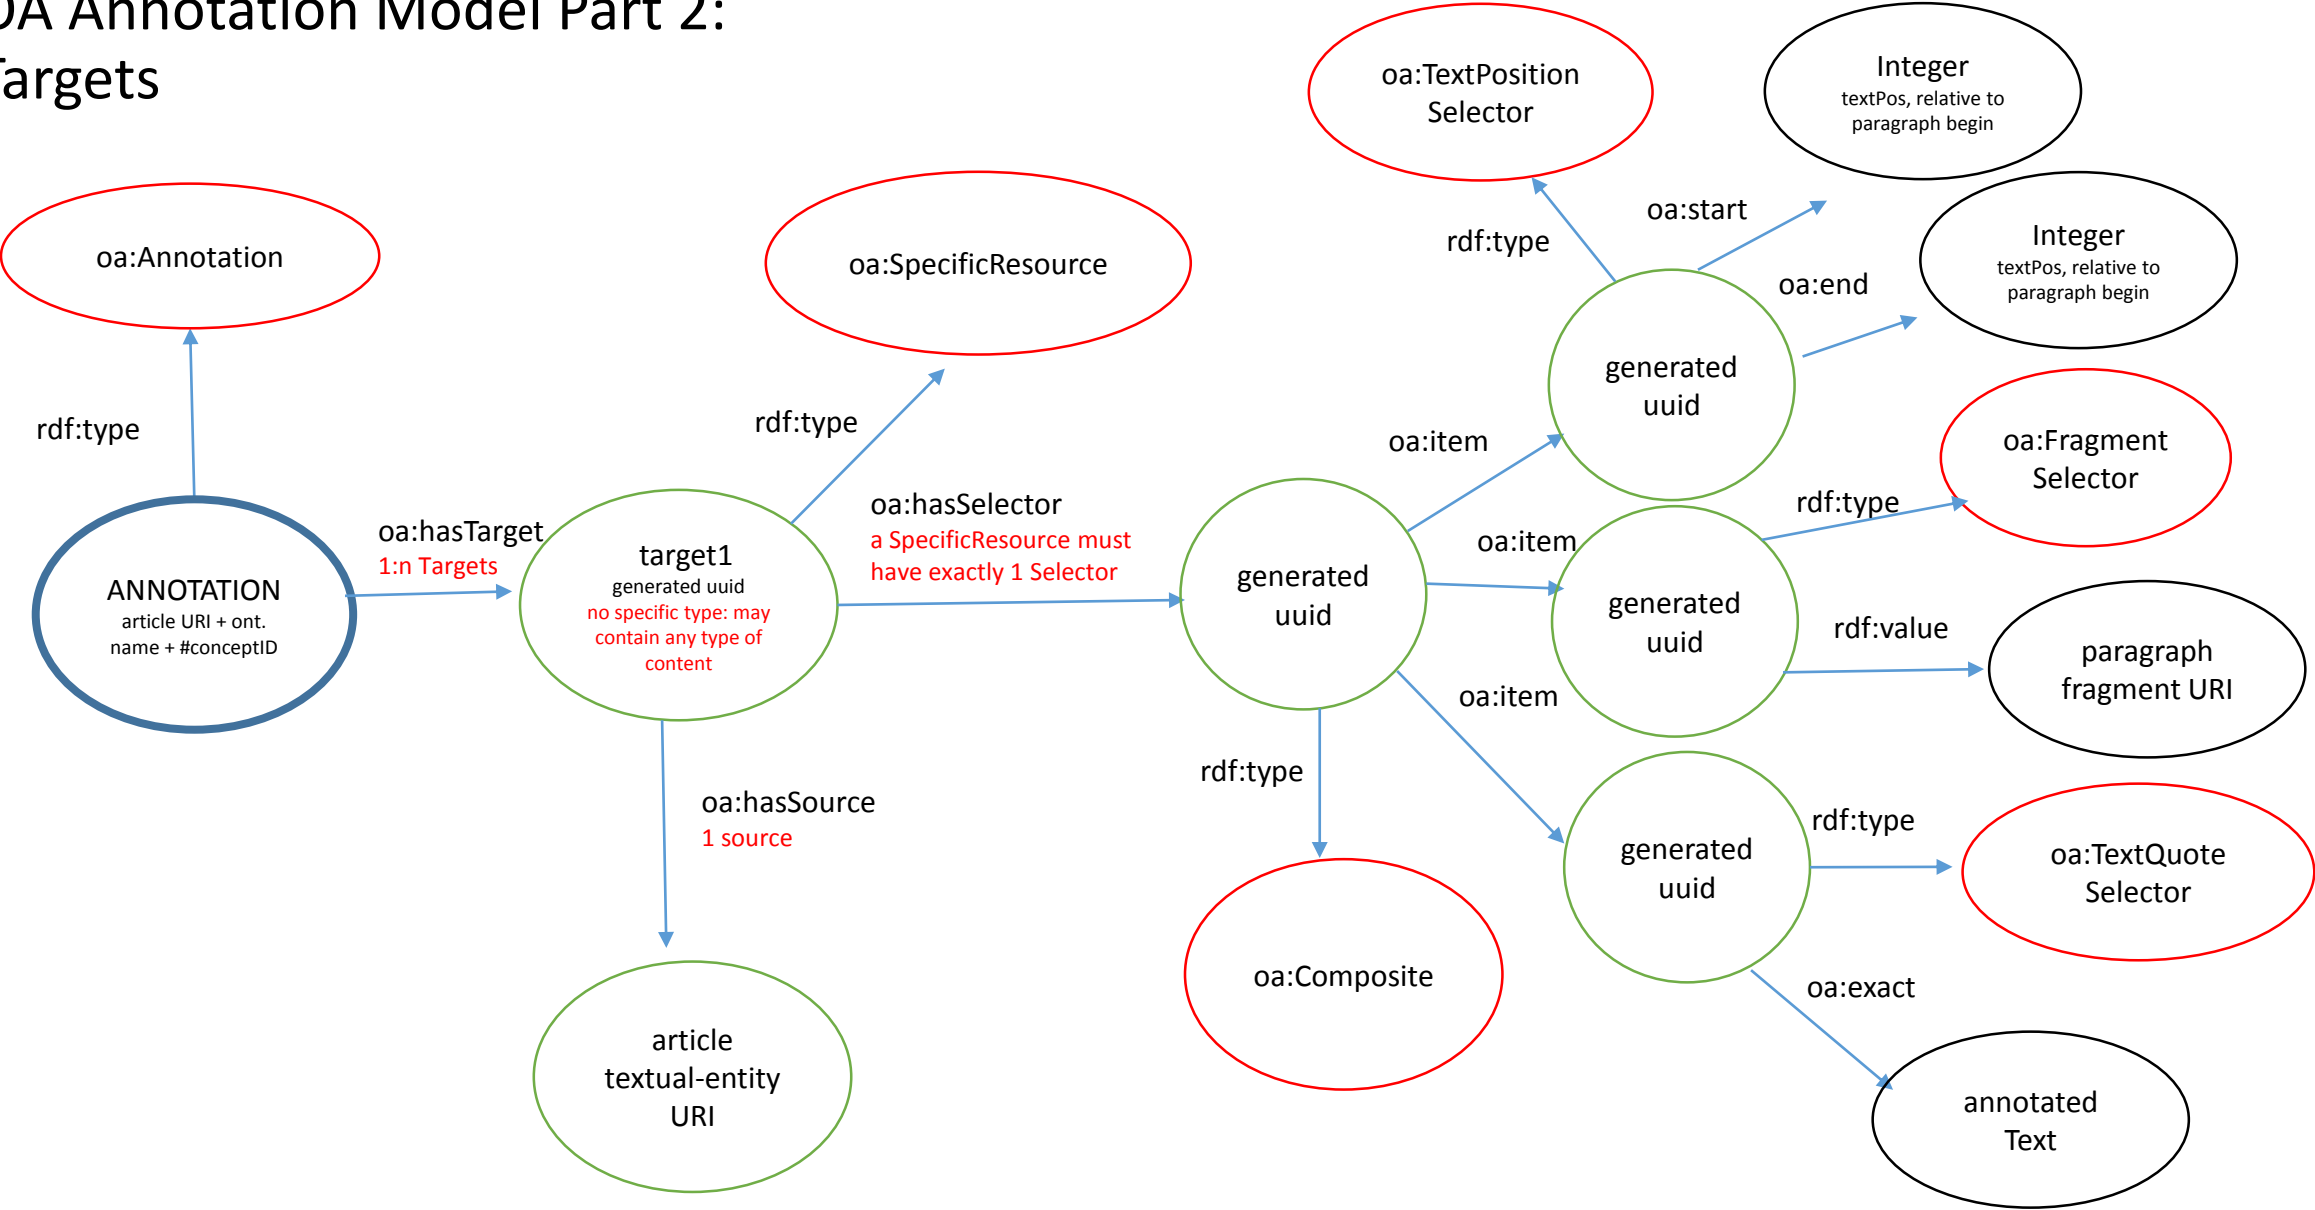 OA Annotation Model Part 2:
Targets
oa:Annotation
rdf:type
ANNOTATION
article URI + ont.
name + #conceptID
oa:hasTarget
1:n Targets
target1
generated uuid
no specific type: may
contain any type of
content
rdf:type
oa:SpecificResource
oa:hasSource
1 source
article
textual-entity
URI
oa:hasSelector
a SpecificResource must
have exactly 1 Selector
generated
uuid
rdf:type
oa:Composite
oa:item
generated
uuid
rdf:type
oa:TextPosition
Selector
oa:start
Integer
textPos, relative to
paragraph begin
oa:end
Integer
textPos, relative to
paragraph begin
oa:item
generated
uuid
rdf:type
oa:Fragment
Selector
rdf:value
paragraph
fragment URI
oa:item
generated
uuid
rdf:type
oa:TextQuote
Selector
oa:exact
annotated
Text